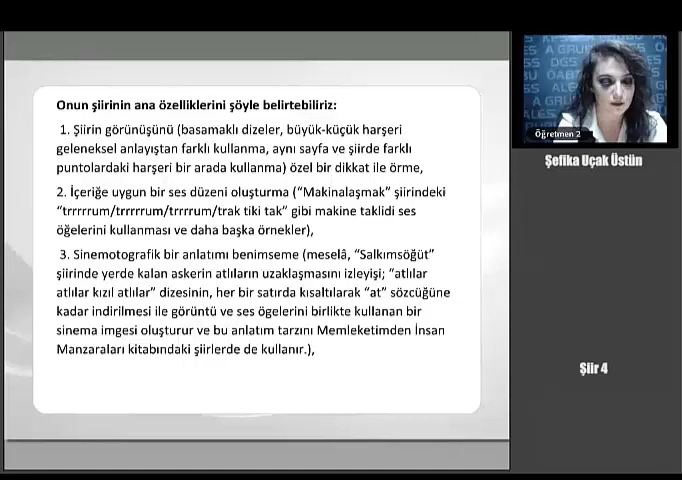 Onun şiirinin ana özelliklerini şöyle belirtebiliriz:
1. Şiirin görünüşünü (basamaklı dizeler, büyük-küçük harşeri
geleneksel anlayıştan farklı kullanma, aynı sayfa ve şiirde farklı
puntolardaki harşeri bir arada kullanma) özel bir dikkat ile örme,
2. İçeriğe uygun bir ses düzeni oluşturma (“Makinalaşmak” şiirindeki
“trrrrrum/trrrrrum/trrrrum/trak tiki tak” gibi makine taklidi ses
öğelerini kullanması ve daha başka örnekler),
3. Sinemotografik bir anlatımı benimseme (meselâ, “Salkımsöğüt”
şiirinde yerde kalan askerin atlıların uzaklaşmasını izleyişi; “atlılar
atlılar kızıl atlılar” dizesinin, her bir satırda kısaltılarak “at” sözcüğüne
kadar indirilmesi ile görüntü ve ses ögelerini birlikte kullanan bir
sinema imgesi oluşturur ve bu anlatım tarzını Memleketimden İnsan
Manzaraları kitabındaki şiirlerde de kullanır.),
Öğretmen 2
Şefika Uçak Üstün
Şiir 4